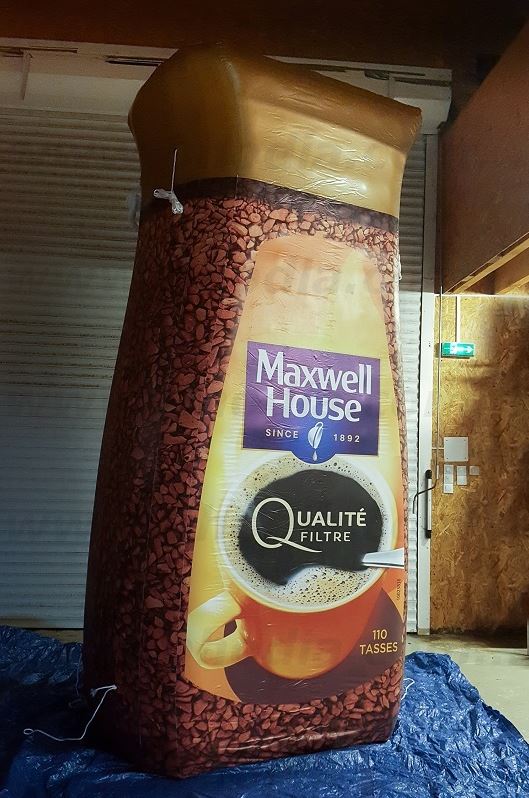 Maxwell
House
SINCE 1892
QUALITÉ
FILTRE
110
TASSES